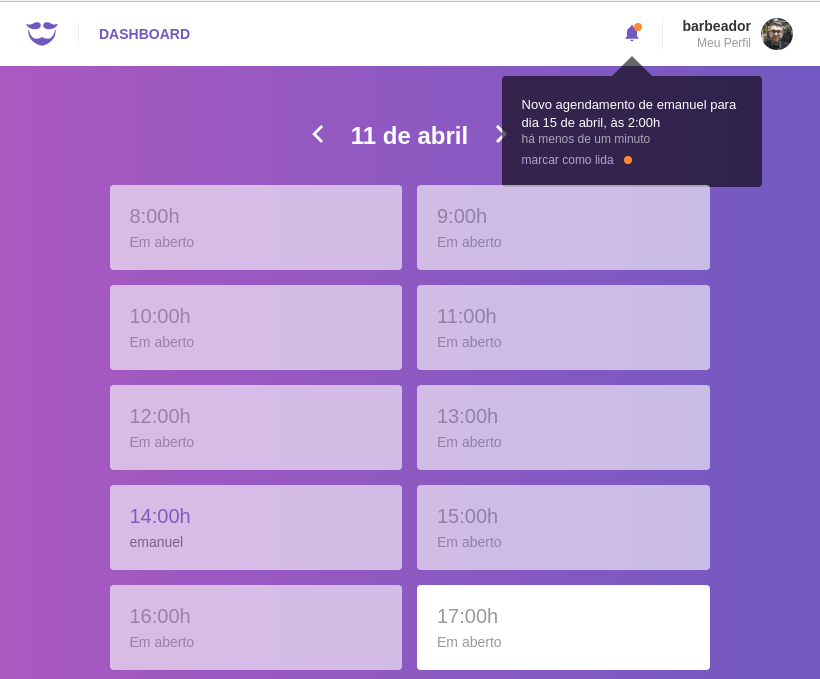 DASHBOARD
barbeador
Meu Perfil
Novo agendamento de emanuel para
dia 15 de abril, às 2:00h
há menos de um minuto
marcar como lida
11 de abril
8:00h
Em aberto
9:00h
Em aberto
10:00h
Em aberto
11:00h
Em aberto
12:00h
Em aberto
13:00h
Em aberto
14:00h
emanuel
15:00h
Em aberto
16:00h
Em aberto
17:00h
Em aberto